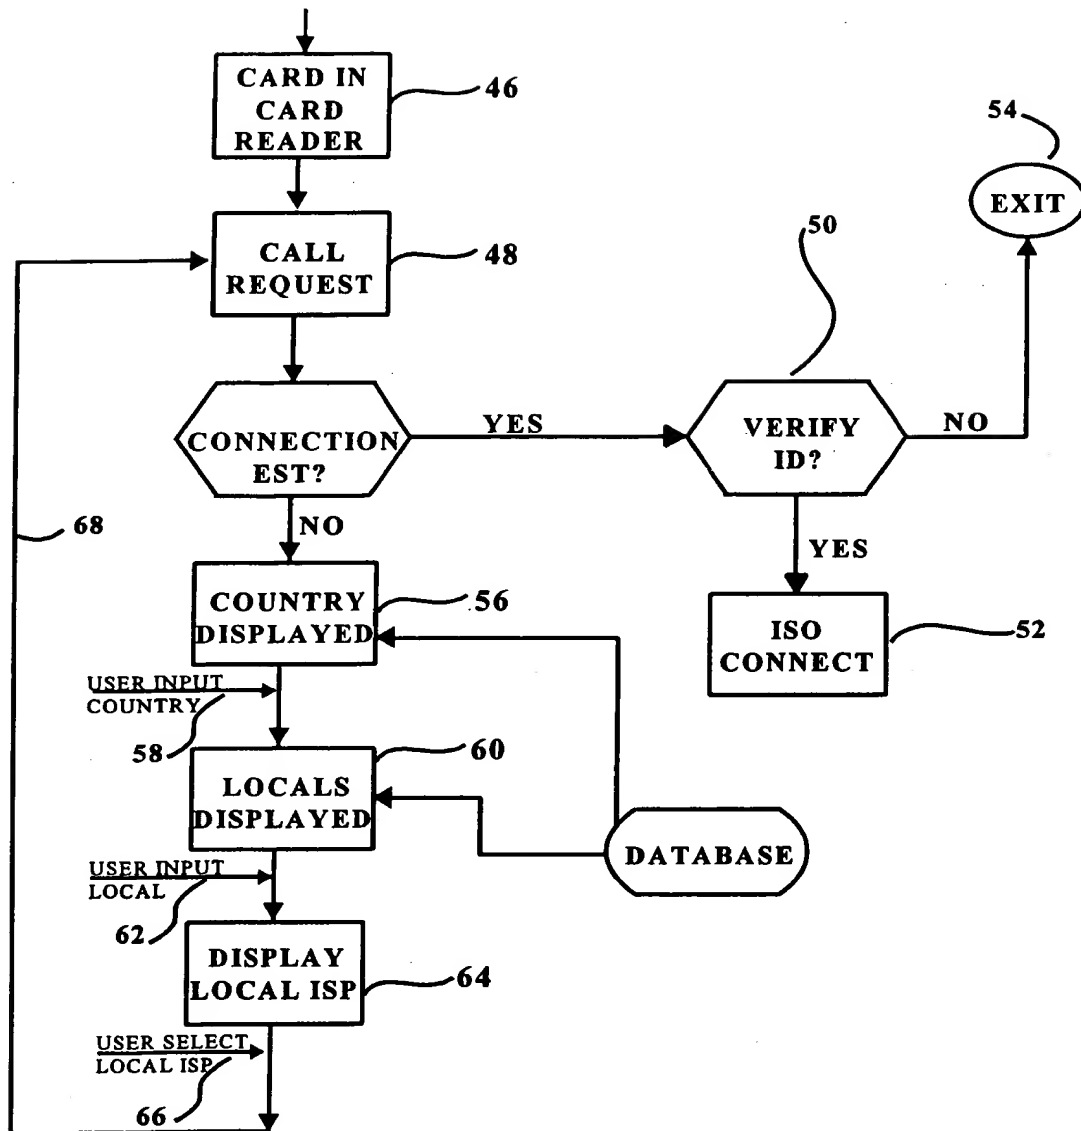 CARD IN
CARD
READER
46
54
EXIT
CALL
REQUEST
48
50
CONNECTION
EST?
YES
VERIFY
ID?
NO
68
NO
YES
COUNTRY
DISPLAYED
56
ISO
CONNECT
52
USER INPUT
COUNTRY
58
LOCALS
DISPLAYED
60
DATABASE
USER INPUT
LOCAL
62
DISPLAY
LOCAL ISP
64
USER SELECT
LOCAL ISP
66